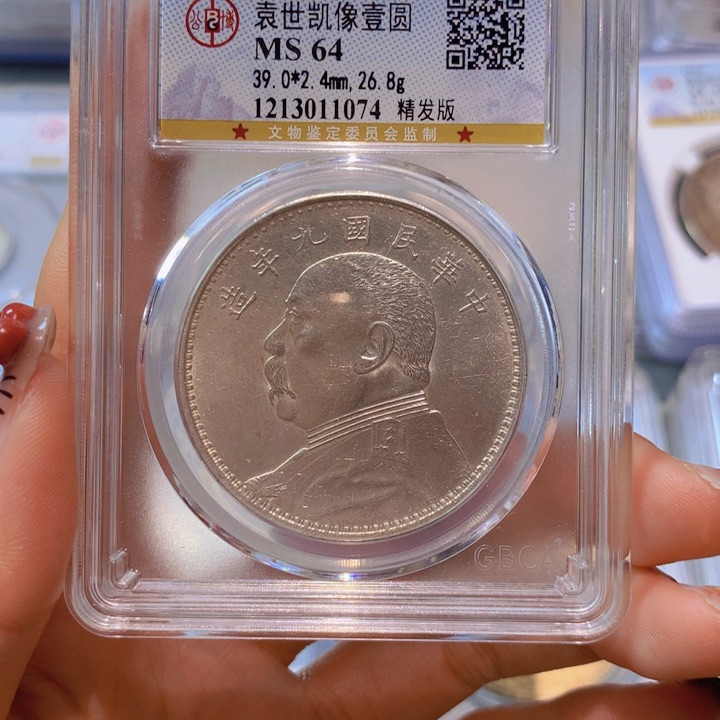 袁世凯像壹圆
MS 64
39.0*2.4mm,26.8g
1213011074 精发版
★ 文物鉴定委员会监制 ★
造年九國民華中
GBCA